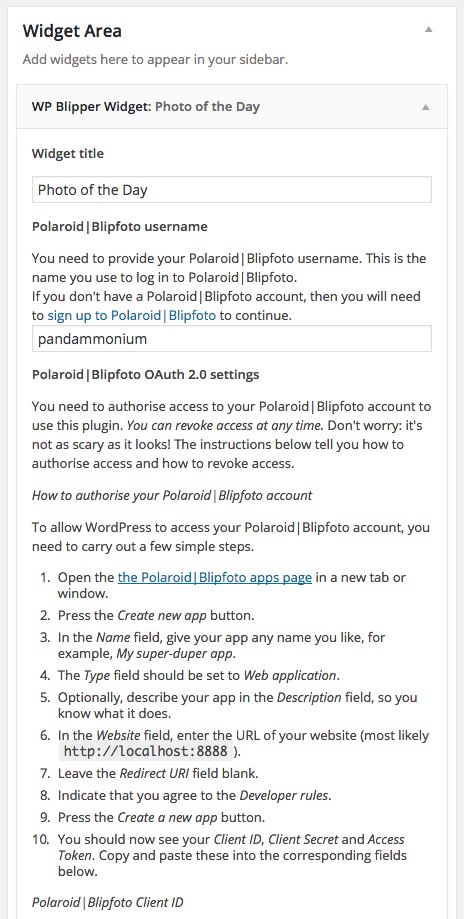 Widget Area
Add widgets here to appear in your sidebar.
WP Blipper Widget: Photo of the Day
Widget title
Photo of the Day
Polaroid|Blipfoto username
You need to provide your Polaroid|Blipfoto username. This is the
name you use to log in to Polaroid|Blipfoto.
If you don't have a Polaroid|Blipfoto account, then you will need
to sign up to Polaroid|Blipfoto to continue.
pandammonium
Polaroid|Blipfoto OAuth 2.0 settings
You need to authorise access to your Polaroid|Blipfoto account to
use this plugin. You can revoke access at any time. Don't worry: it's
not as scary as it looks! The instructions below tell you how to
authorise access and how to revoke access.
How to authorise your Polaroid|Blipfoto account
To allow WordPress to access your Polaroid|Blipfoto account, you
need to carry out a few simple steps.
1. Open the the Polaroid|Blipfoto apps page in a new tab or
window.
2. Press the Create new app button.
3. In the Name field, give your app any name you like, for
example, My super-duper app.
4. The Type field should be set to Web application.
5. Optionally, describe your app in the Description field, so you
know what it does.
6. In the Website field, enter the URL of your website (most likely
http://localhost:8888 ).
7. Leave the Redirect URI field blank.
8. Indicate that you agree to the Developer rules.
9. Press the Create a new app button.
10. You should now see your Client ID, Client Secret and Access
Token. Copy and paste these into the corresponding fields
below.
Polaroid|Blipfoto Client ID